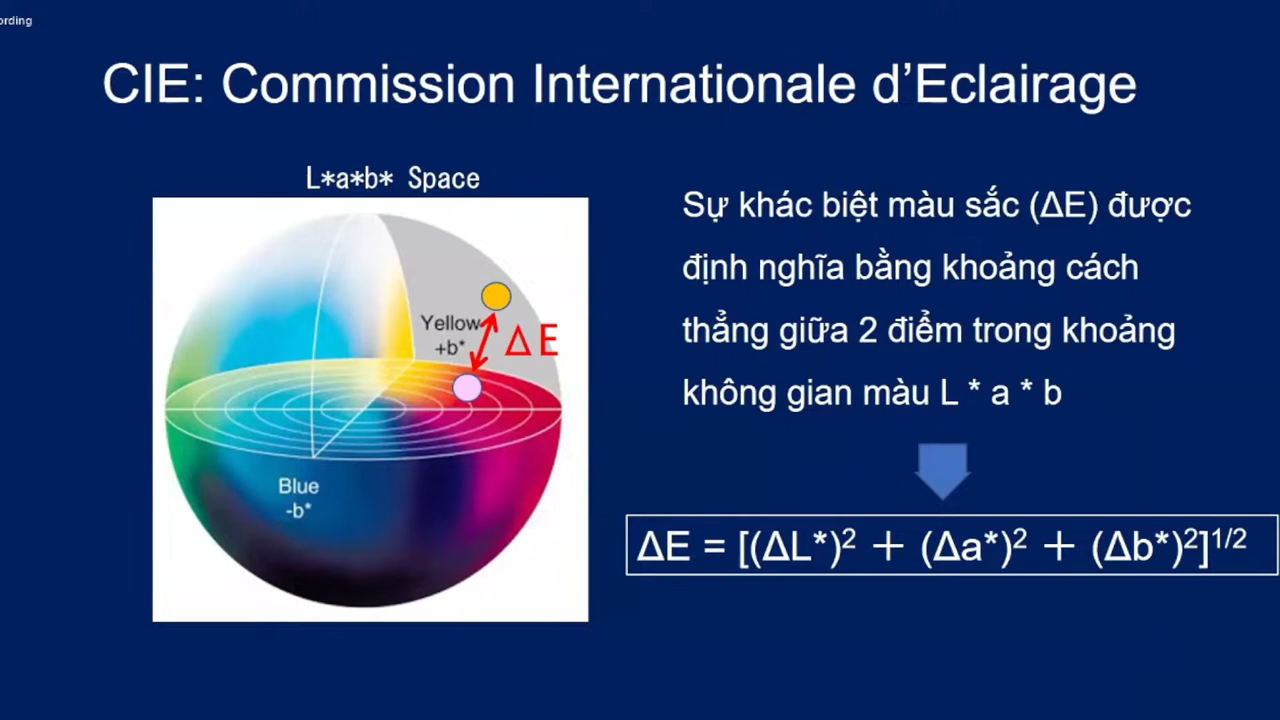 ording
CIE: Commission Internationale d’Eclairage
L*a*b* Space
Yellow
+b*
Δ E
Blue
-b*
Sự khác biệt màu sắc (ΔE) được
định nghĩa bằng khoảng cách
thẳng giữa 2 điểm trong khoảng
không gian màu L * a * b
ΔE = [(ΔL*)² + (Δa*)² + (Δb*)²]¹/²